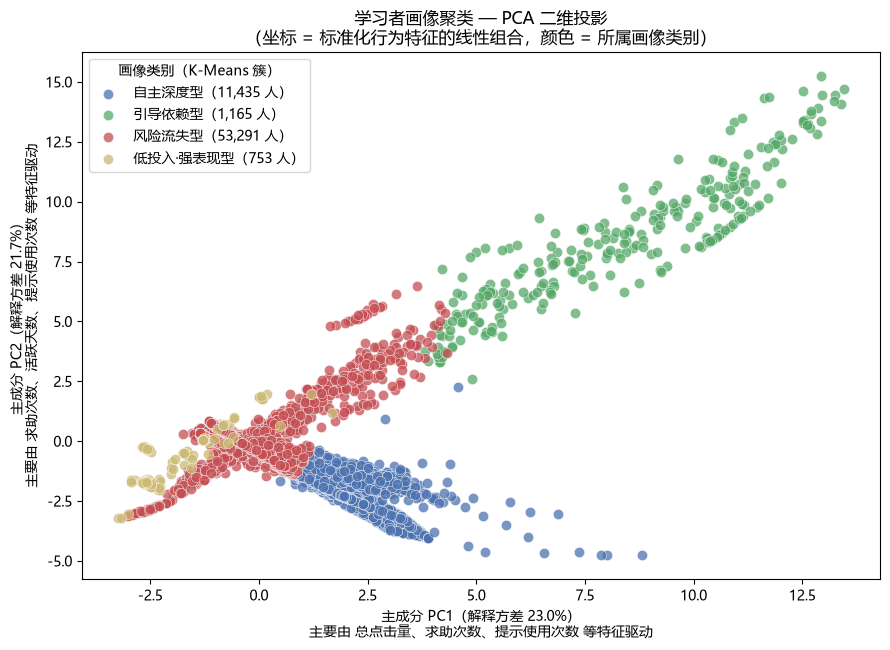 学习者画像聚类 — PCA 二维投影
（坐标 = 标准化行为特征的线性组合，颜色 = 所属画像类别）
画像类别（K-Means 簇）
自主深度型（11,435 人）
引导依赖型（1,165 人）
风险流失型（53,291 人）
低投入·强表现型（753 人）
15.0
12.5
10.0
7.5
5.0
2.5
0.0
-2.5
-5.0
主成分 PC2（解释方差 21.7%）
主要由 求助次数、活跃天数、提示使用次数 等特征驱动
-2.5
0.0
2.5
5.0
7.5
10.0
12.5
主成分 PC1（解释方差 23.0%）
主要由 总点击量、求助次数、提示使用次数 等特征驱动